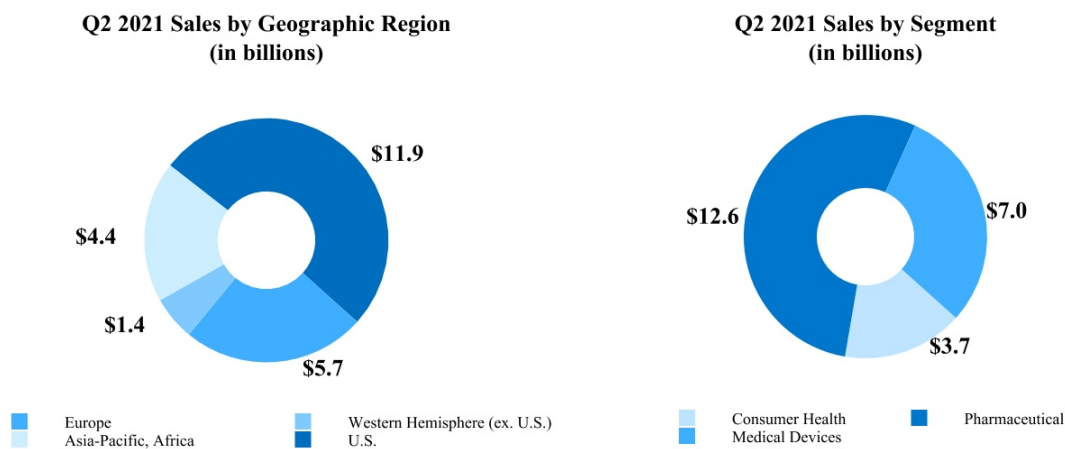 Q2 2021 Sales by Geographic Region
(in billions)
$11.9
$4.4
$1.4
$5.7
Europe
Western Hemisphere (ex. U.S.)
Asia-Pacific, Africa
U.S.
Q2 2021 Sales by Segment
(in billions)
$12.6
$7.0
$3.7
Consumer Health
Pharmaceutical
Medical Devices